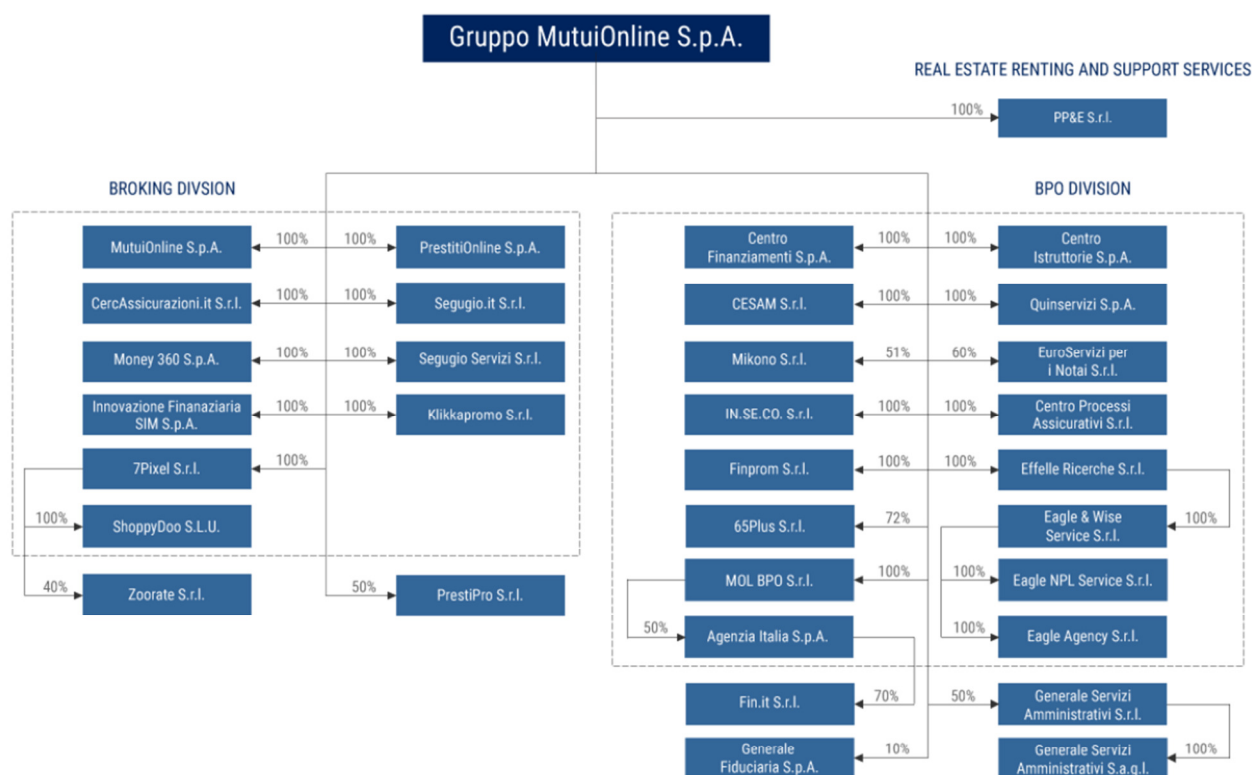 Gruppo MutuiOnline S.p.A.
REAL ESTATE RENTING AND SUPPORT SERVICES
100%
PP&E S.r.l.
BROKING DIVSION
MutuiOnline S.p.A.
100%
100%
PrestitiOnline S.p.A.
CercAssicurazioni.it S.r.l.
100%
100%
Segugio.it S.r.l.
Money 360 S.p.A.
100%
100%
Segugio Servizi S.r.l.
Innovazione Finanaziaria
SIM S.p.A.
100%
100%
Klikkapromo S.r.l.
7Pixel S.r.l.
100%
100%
ShoppyDoo S.L.U.
40%
Zoorate S.r.l.
50%
PrestiPro S.r.l.
BPO DIVISION
Centro
Finanziamenti S.p.A.
100%
100%
Centro
Istruttorie S.p.A.
CESAM S.r.l.
100%
100%
Quinservizi S.p.A.
Mikono S.r.l.
51%
60%
EuroServizi per
i Notai S.r.l.
IN.SE.CO. S.r.l.
100%
100%
Centro Processi
Assicurativi S.r.l.
Finprom S.r.l.
100%
100%
Effelle Ricerche S.r.l.
65Plus S.r.l.
72%
Eagle & Wise
Service S.r.l.
100%
MOL BPO S.r.l.
100%
100%
Eagle NPL Service S.r.l.
50%
Agenzia Italia S.p.A.
100%
Eagle Agency S.r.l.
Fin.it S.r.l.
70%
50%
Generale Servizi
Amministrativi S.r.l.
Generale
Fiduciaria S.p.A.
10%
Generale Servizi
Amministrativi S.a.g.l.
100%